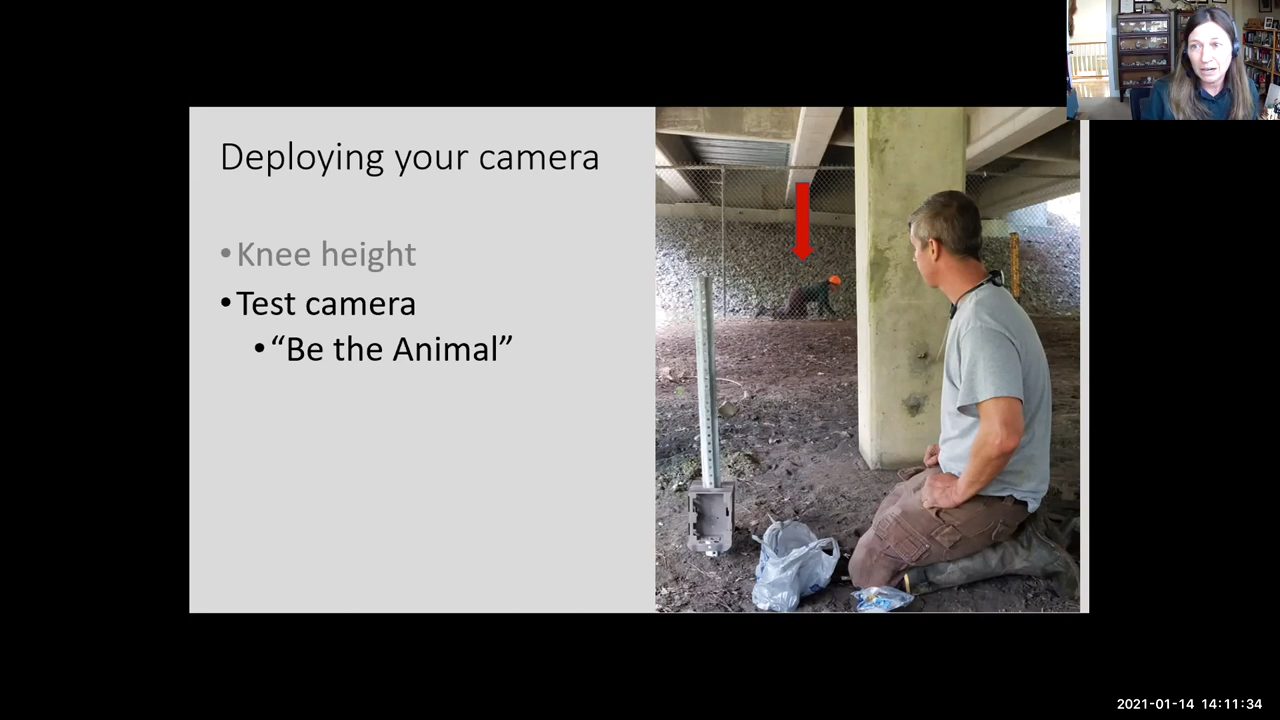 Deploying your camera
•Knee height
•Test camera
•“Be the Animal”
2021-01-14 14:11:34